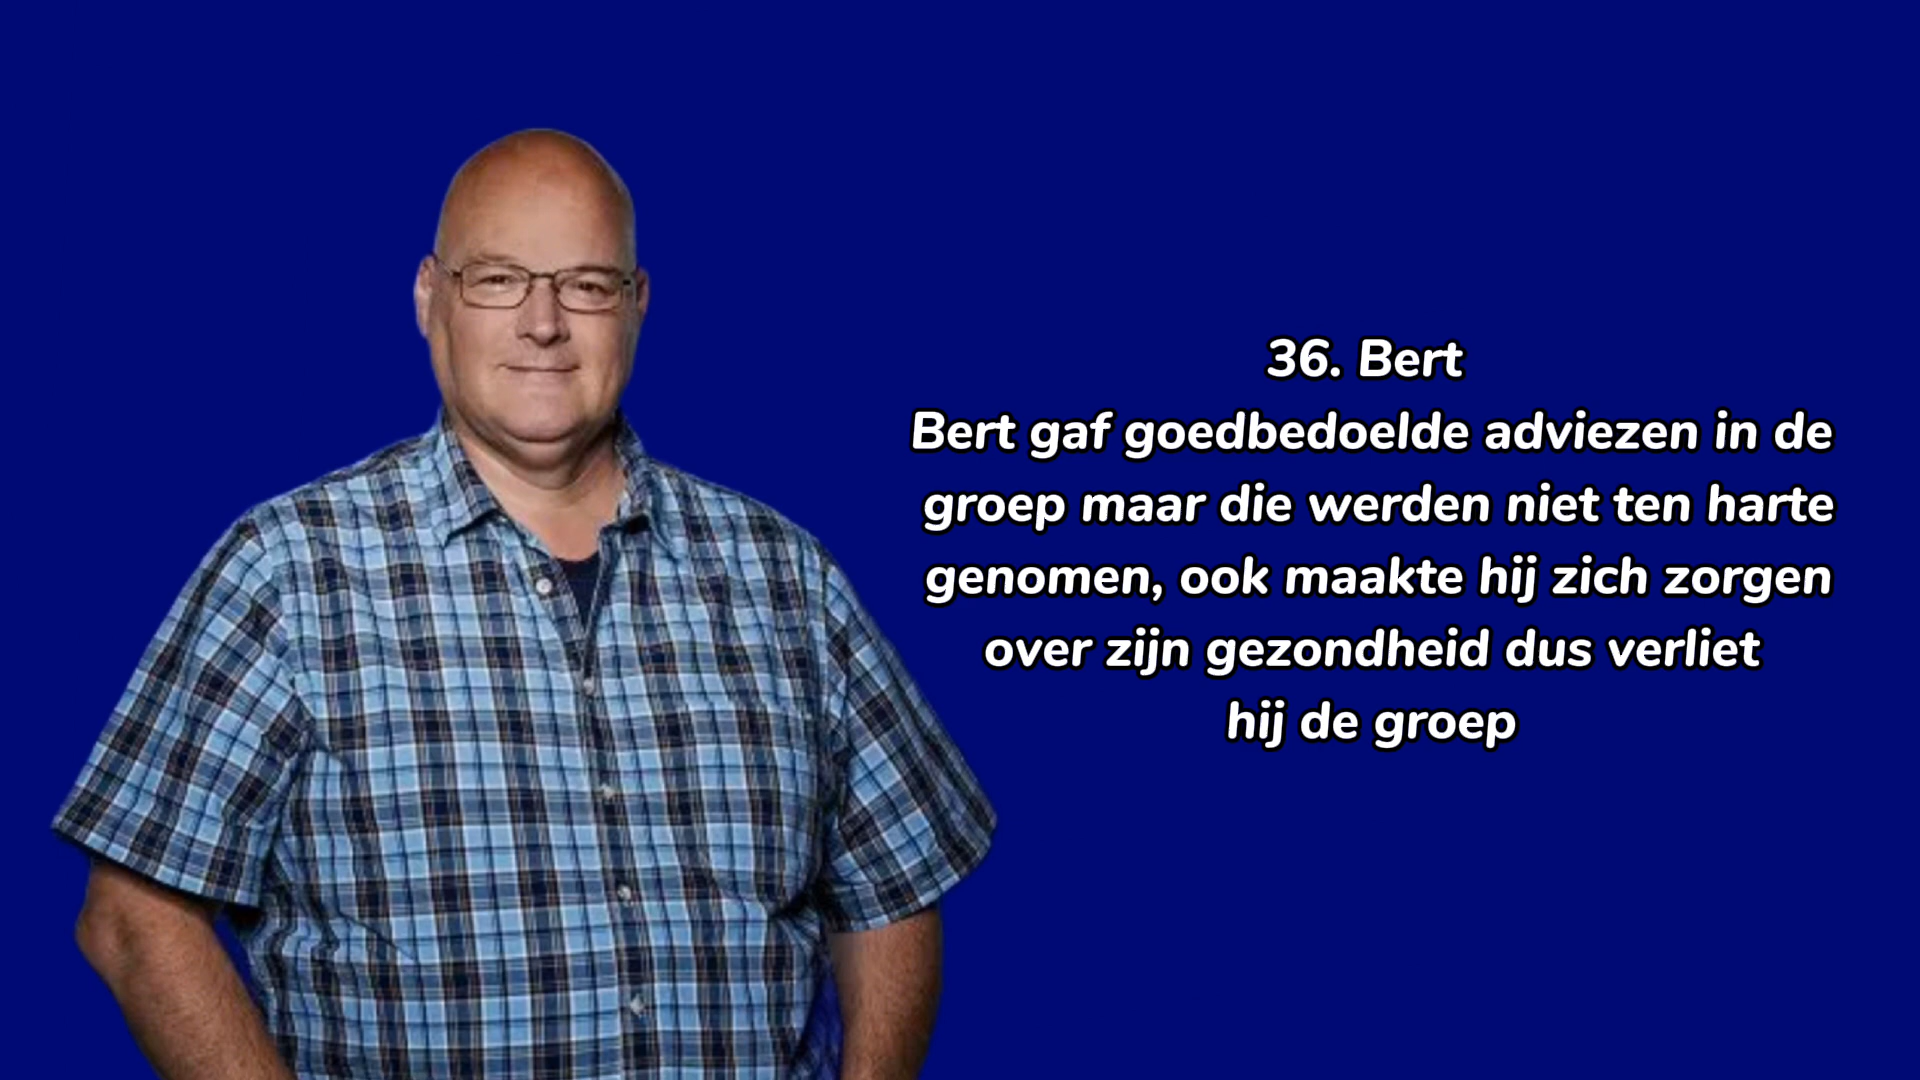 36. Bert
Bert gaf goedbedoelde adviezen in de
groep maar die werden niet ten harte
genomen, ook maakte hij zich zorgen
over zijn gezondheid dus verliet
hij de groep